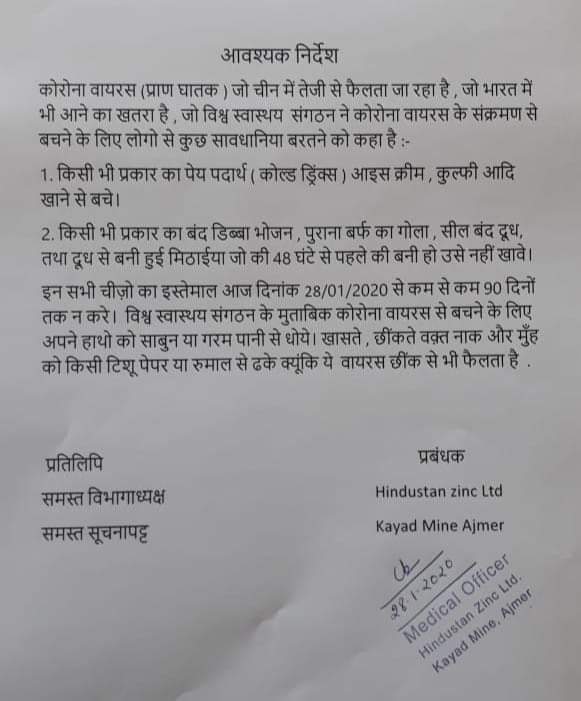 आवश्यक निर्देश
कोरोना वायरस (प्राण घातक ) जो चीन में तेजी से फैलता जा रहा है , जो भारत में
भी आने का खतरा है , जो विश्व स्वास्थय संगठन ने कोरोना वायरस के संक्रमण से
बचने के लिए लोगो से कुछ सावधानिया बरतने को कहा है :-
1. किसी भी प्रकार का पेय पदार्थ ( कोल्ड ड्रिंक्स ) आइस क्रीम , कुल्फी आदि
खाने से बचे।
2. किसी भी प्रकार का बंद डिब्बा भोजन , पुराना बर्फ का गोला , सील बंद दूध,
तथा दूध से बनी हुई मिठाईया जो की 48 घंटे से पहले की बनी हो उसे नहीं खावे।
इन सभी चीज़ो का इस्तेमाल आज दिनांक 28/01/2020 से कम से कम 90 दिनों
तक न करे। विश्व स्वास्थय संगठन के मुताबिक कोरोना वायरस से बचने के लिए
अपने हाथो को साबुन या गरम पानी से धोये। खासते , छींकते वक़्त नाक और मुँह
को किसी टिशू पेपर या रुमाल से ढके क्यूंकि ये वायरस छींक से भी फैलता है .
प्रतिलिपि
समस्त विभागाध्यक्ष
समस्त सूचनापट्ट
प्रबंधक
Hindustan zinc Ltd
Kayad Mine Ajmer
28.1.2020
Medical Officer
Hindustan Zinc Ltd.
Kayad Mine, Ajmer